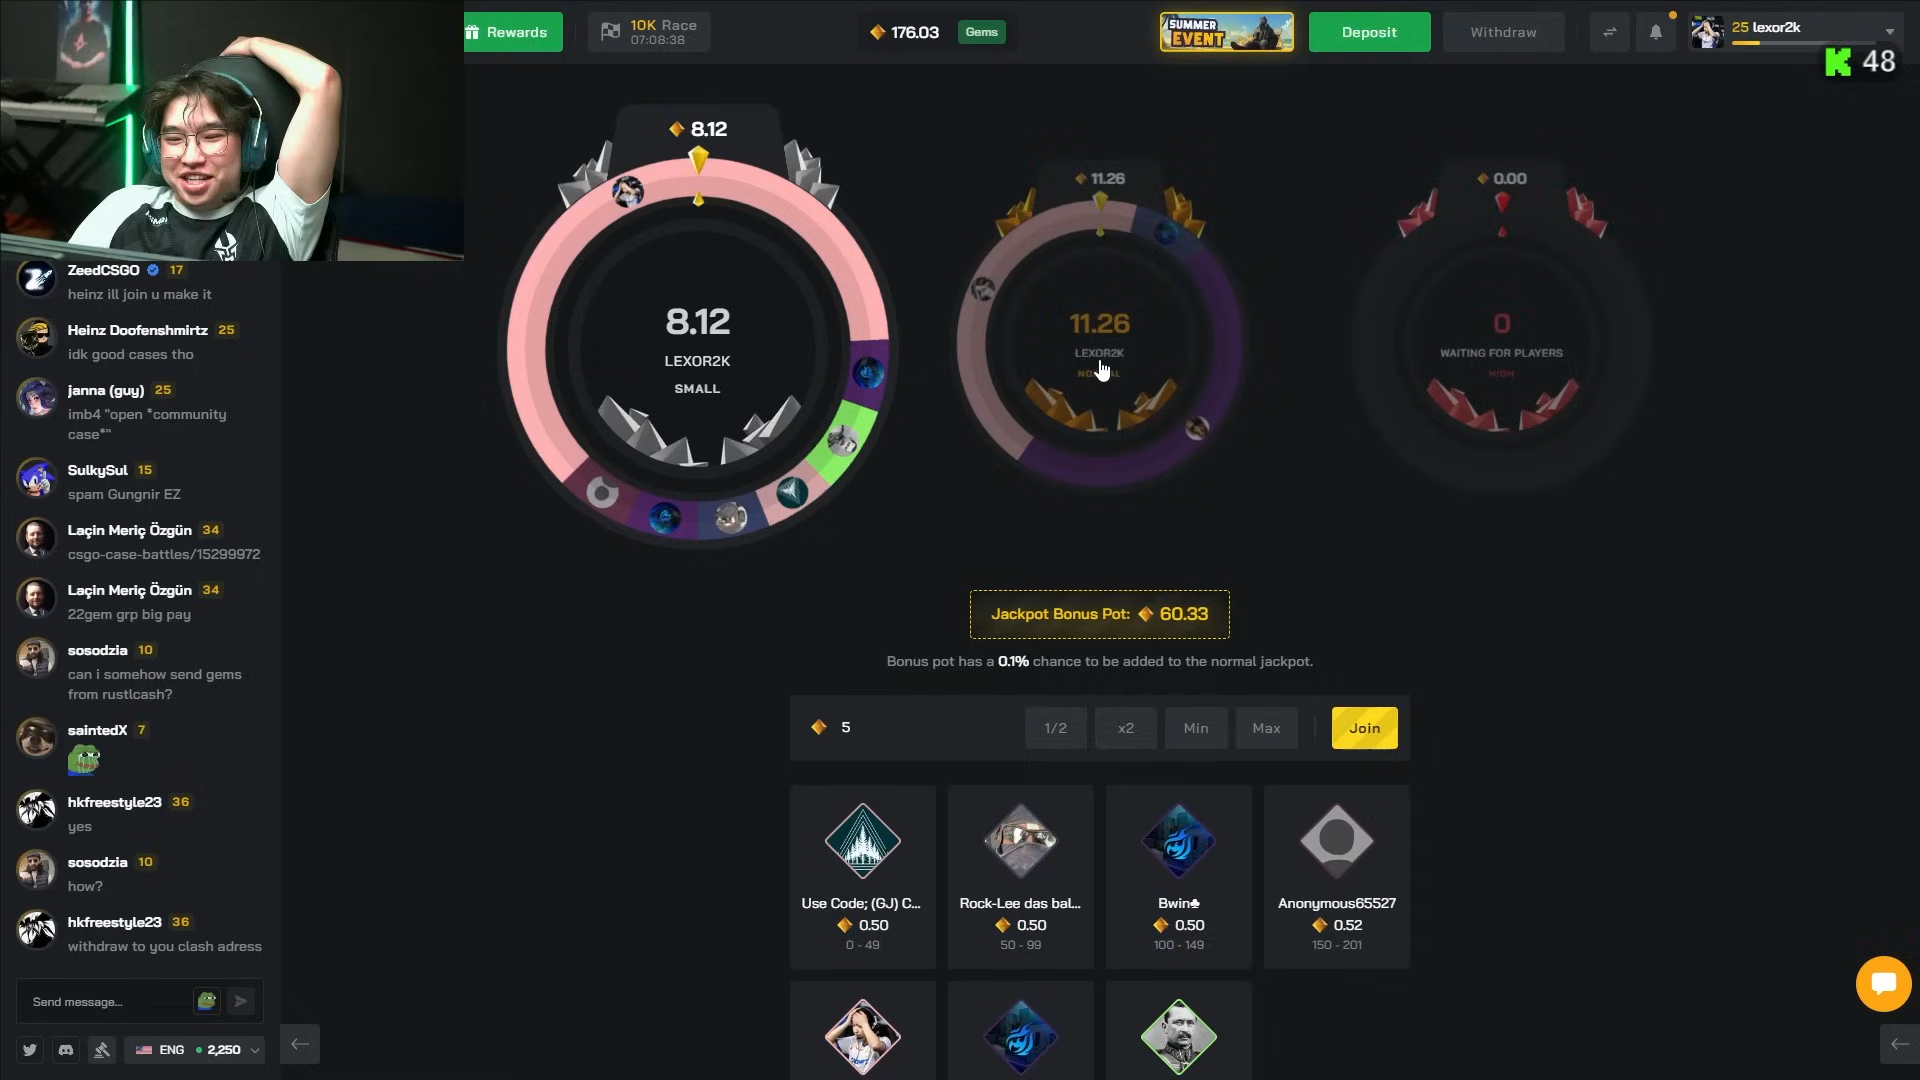 Rewards
10K Race
07:08:38
176.03
Gems
SUMMER
EVENT
Deposit
Withdraw
25 lexor2k
K 48
8.12
8.12
LEXOR2K
SMALL
11.26
11.26
LEXOR2K
0.00
0
WAITING FOR PLAYERS
HIGH
ZeedCSGO 17
heinz ill join u make it
Heinz Doofenshmirtz 25
idk good cases tho
janna (guy) 25
imb4 "open *community
case*"
SulkySul 15
spam Gungnir EZ
Laçin Meriç Özgün 34
csgo-case-battles/15299972
Laçin Meriç Özgün 34
22gem grp big pay
sosodzia 10
can i somehow send gems
from rustlcash?
saintedX 7
hkfreestyle23 36
yes
sosodzia 10
how?
hkfreestyle23 36
withdraw to you clash adress
Send message...
ENG 2,250
Jackpot Bonus Pot: 60.33
Bonus pot has a 0.1% chance to be added to the normal jackpot.
5
1/2
x2
Min
Max
Join
Use Code; (GJ) C...
0.50
0 - 49
Rock-Lee das bal...
0.50
50 - 99
Bwin♣
0.50
100 - 149
Anonymous65527
0.52
150 - 201